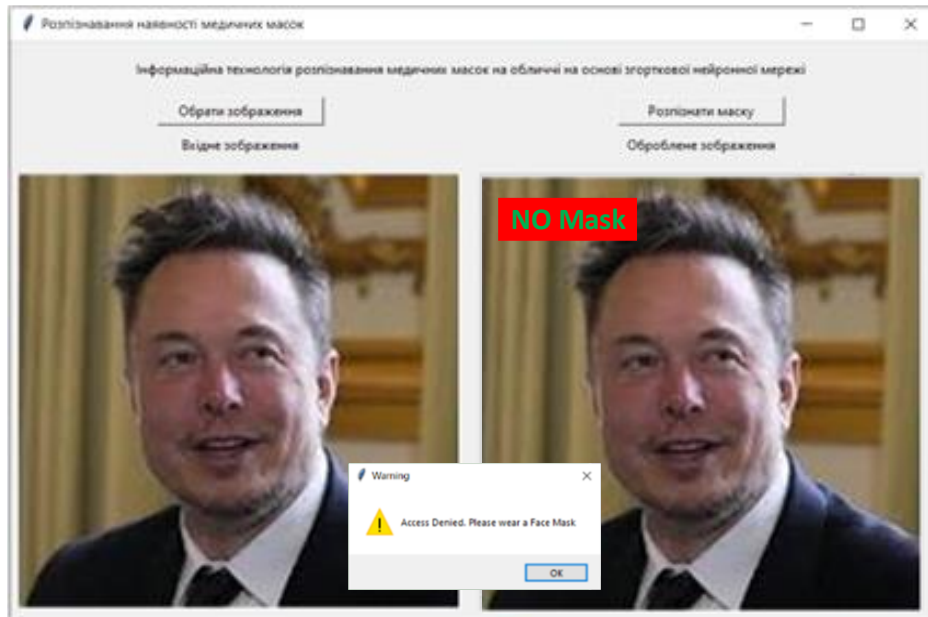 Розпізнавання наявності медичних масок
Інформаційна технологія розпізнавання медичних масок на обличчі на основі згорткової нейронної мережі
Обрати зображення
Розпізнати маску
Вхідне зображення
Оброблене зображення
NO Mask
Warning
Access Denied. Please wear a Face Mask
OK